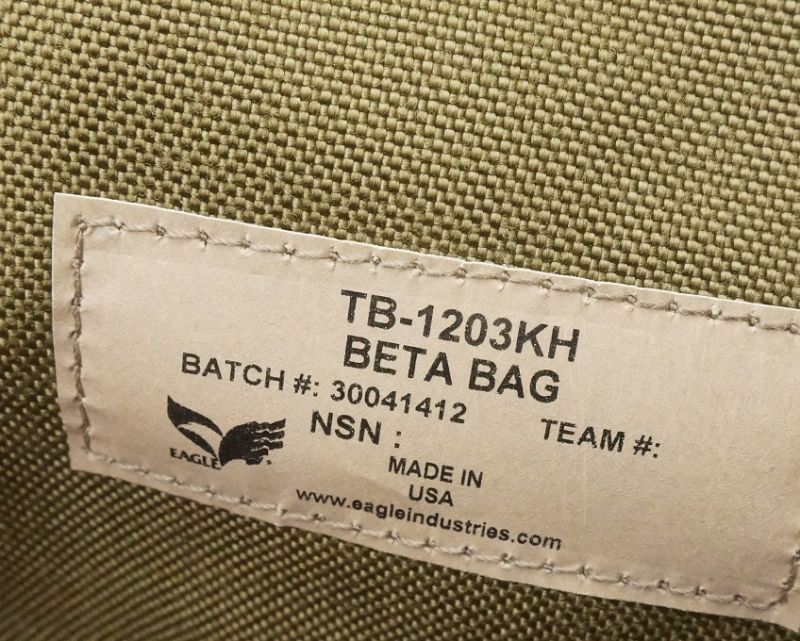 TB-1203KH
BETA BAG
BATCH #: 30041412
TEAM #:
NSN :
EAGLE
MADE IN
USA
www.eagleindustries.com